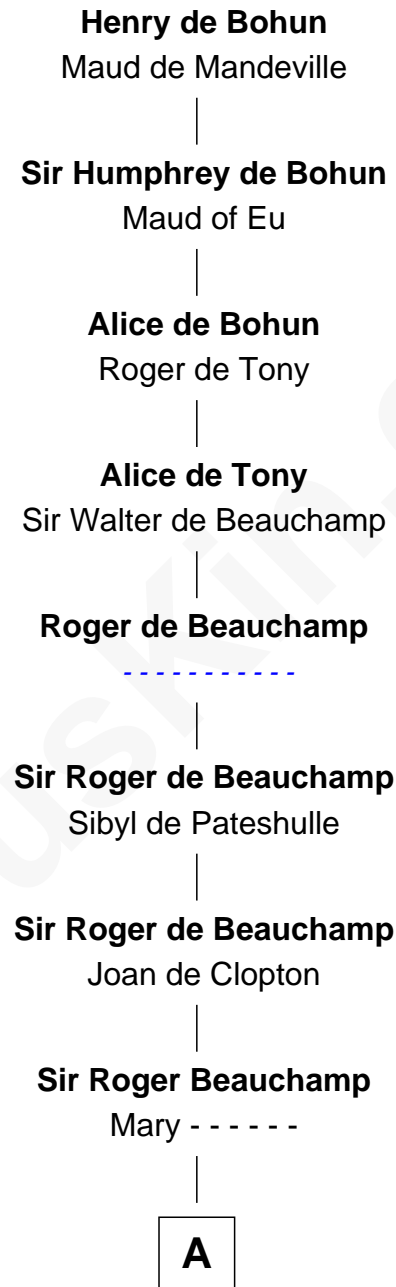 Henry de Bohun
Maud de Mandeville
Sir Humphrey de Bohun
Maud of Eu
Alice de Bohun
Roger de Tony
Alice de Tony
Sir Walter de Beauchamp
Roger de Beauchamp
- - - - - - - - - - -
Sir Roger de Beauchamp
Sibyl de Pateshulle
Sir Roger de Beauchamp
Joan de Clopton
Sir Roger Beauchamp
Mary - - - - - -
A